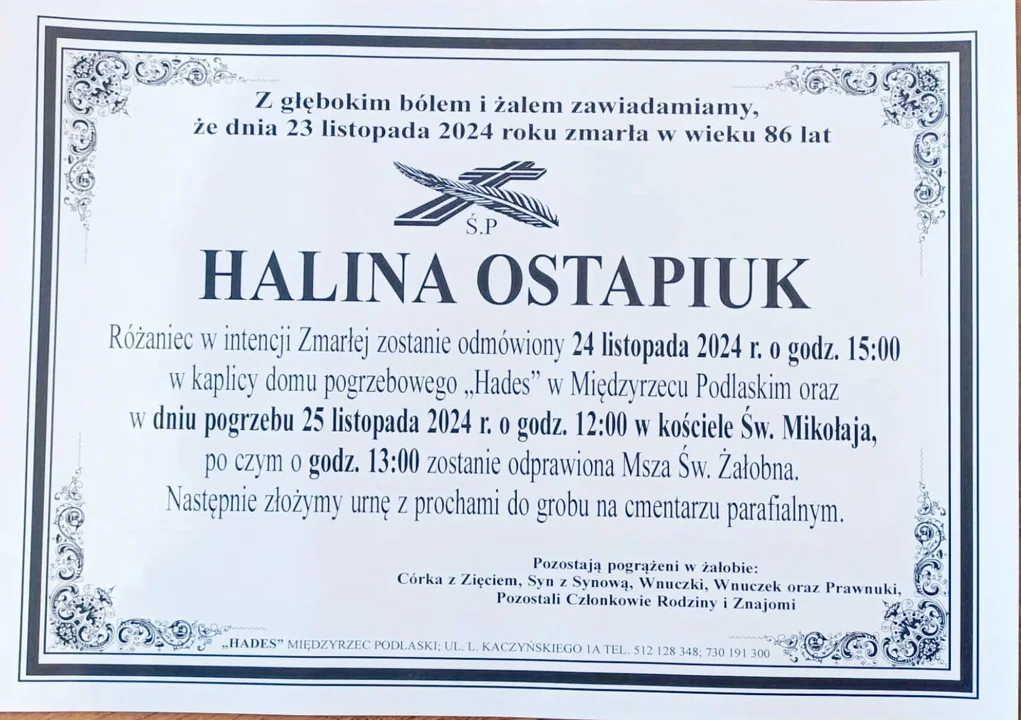 Z głębokim bólem i żalem zawiadamiamy,
że dnia 23 listopada 2024 roku zmarła w wieku 86 lat
Ś.P
HALINA OSTAPIUK
Różaniec w intencji Zmarłej zostanie odmówiony 24 listopada 2024 r. o godz. 15:00
w kaplicy domu pogrzebowego „Hades” w Międzyrzecu Podlaskim oraz
w dniu pogrzebu 25 listopada 2024 r. o godz. 12:00 w kościele Św. Mikołaja,
po czym o godz. 13:00 zostanie odprawiona Msza Św. Żałobna.
Następnie złożymy urnę z prochami do grobu na cmentarzu parafialnym.
Pozostają pogrążeni w żałobie:
Córka z Zięciem, Syn z Synową, Wnuczki, Wnuczek oraz Prawnuki,
Pozostali Członkowie Rodziny i Znajomi
„HADES” MIĘDZYRZEC PODLASKI; UL. L. KACZYŃSKIEGO 1A TEL. 512 128 348; 730 191 300